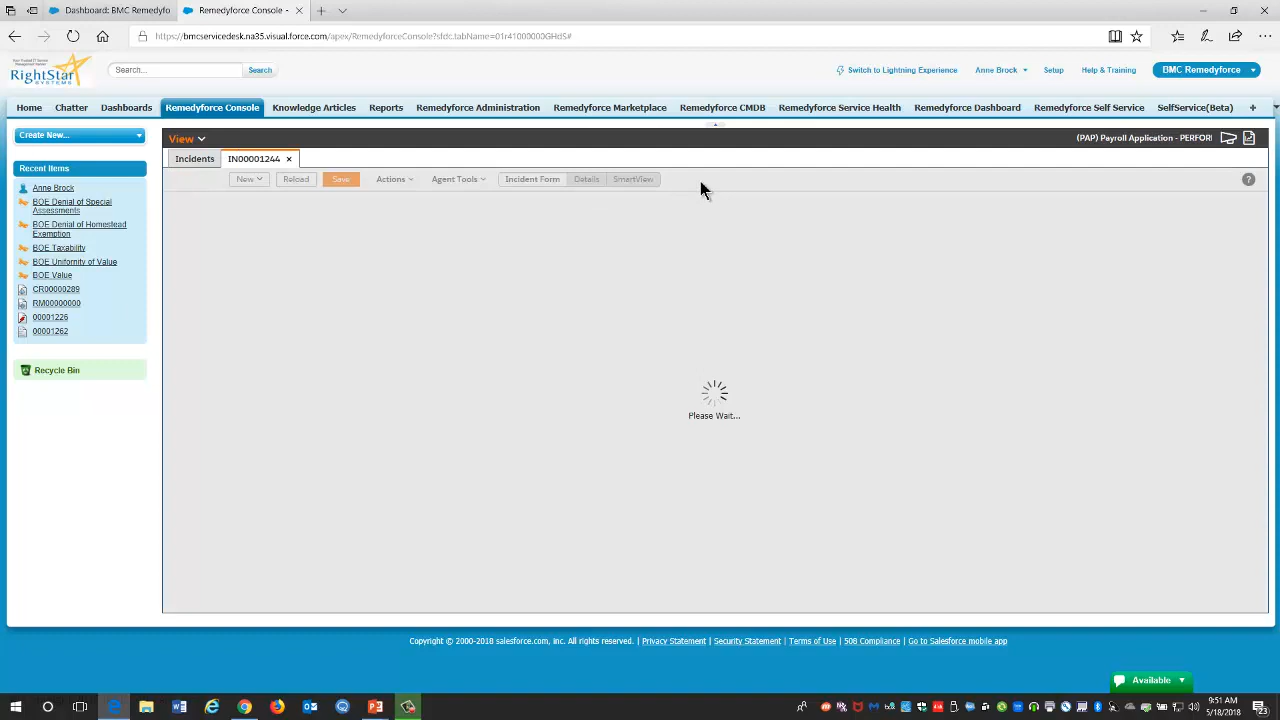 Dashboard: BMC Remedyfo
Remedyforce Console -
https://bmcservicedesk.na35.visual.force.com/apex/RemedyforceConsole?sfdc.tabName=01r41000000GHdS#
RightStar
SYSTEMS
Search...
Search
Switch to Lightning Experience
Anne Brock
Setup
Help & Training
BMC Remedyforce
Home
Chatter
Dashboards
Remedyforce Console
Knowledge Articles
Reports
Remedyforce Administration
Remedyforce Marketplace
Remedyforce CMDB
Remedyforce Service Health
Remedyforce Dashboard
Remedyforce Self Service
SelfService(Beta)
+
Create New...
Recent Items
Anne Brock
BOE Denial of Special
Assessments
BOE Denial of Homestead
Exemption
BOE Taxability
BOE Uniformity of Value
BOE Value
CR00000289
RM00000000
00001226
00001262
Recycle Bin
View
(PAP) Payroll Application - PERFORI
Incidents
IN00001244
New
Reload
Save
Actions
Agent Tools
Incident Form
Details
SmartView
?
Please Wait...
Copyright © 2000-2018 salesforce.com, inc. All rights reserved. | Privacy Statement | Security Statement | Terms of Use | 508 Compliance | Go to Salesforce mobile app
Available
9:51 AM
5/18/2018